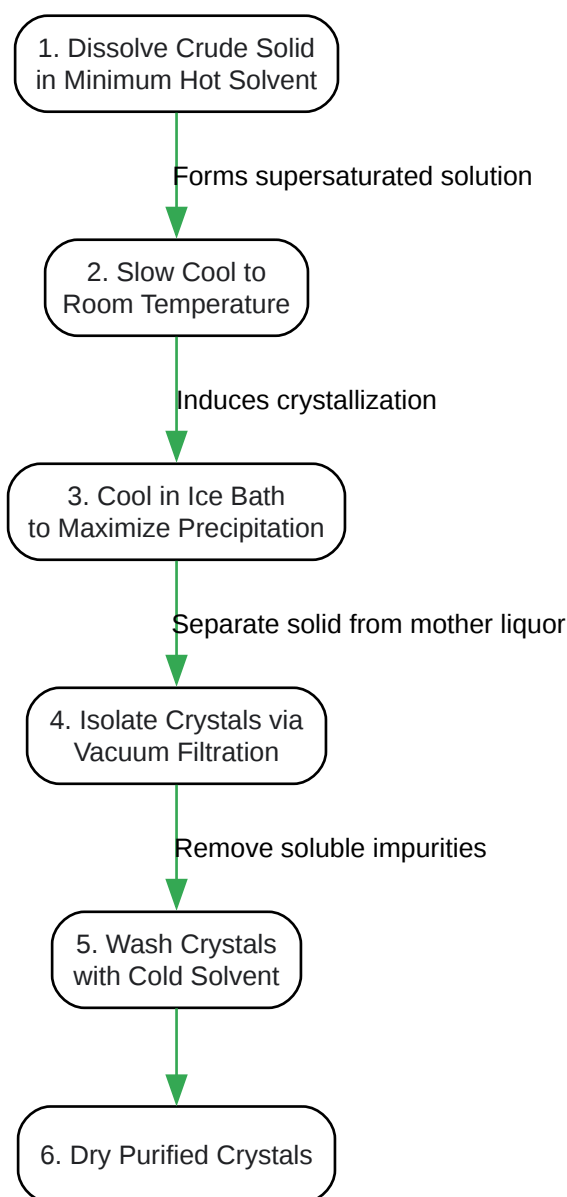 1. Dissolve Crude Solid
in Minimum Hot Solvent
Forms supersaturated solution
2. Slow Cool to
Room Temperature
Induces crystallization
3. Cool in Ice Bath
to Maximize Precipitation
Separate solid from mother liquor
4. Isolate Crystals via
Vacuum Filtration
Remove soluble impurities
5. Wash Crystals
with Cold Solvent
6. Dry Purified Crystals